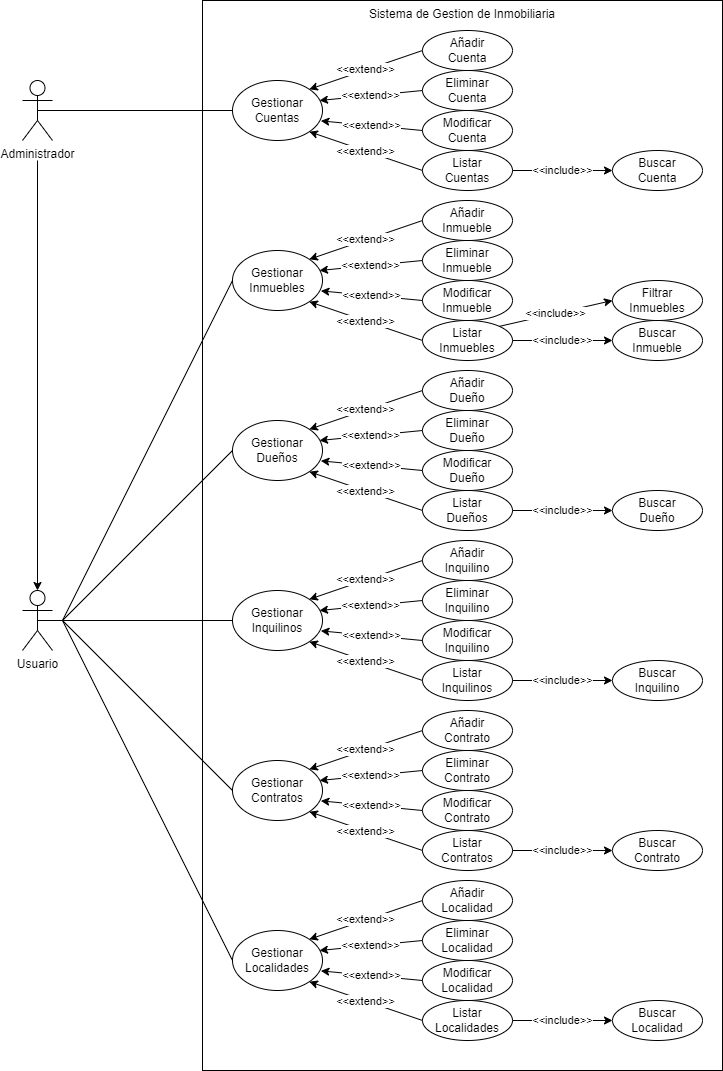 Sistema de Gestion de Inmobiliaria
Administrador
Gestionar
Cuentas
<<extend>>
Añadir
Cuenta
<<extend>>
Eliminar
Cuenta
<<extend>>
Modificar
Cuenta
<<extend>>
Listar
Cuentas
<<include>>
Buscar
Cuenta
Gestionar
Inmuebles
<<extend>>
Añadir
Inmueble
<<extend>>
Eliminar
Inmueble
<<extend>>
Modificar
Inmueble
<<extend>>
Listar
Inmuebles
<<include>>
Filtrar
Inmuebles
<<include>>
Buscar
Inmueble
Gestionar
Dueños
<<extend>>
Añadir
Dueño
<<extend>>
Eliminar
Dueño
<<extend>>
Modificar
Dueño
<<extend>>
Listar
Dueños
<<include>>
Buscar
Dueño
Usuario
Gestionar
Inquilinos
<<extend>>
Añadir
Inquilino
<<extend>>
Eliminar
Inquilino
<<extend>>
Modificar
Inquilino
<<extend>>
Listar
Inquilinos
<<include>>
Buscar
Inquilino
Gestionar
Contratos
<<extend>>
Añadir
Contrato
<<extend>>
Eliminar
Contrato
<<extend>>
Modificar
Contrato
<<extend>>
Listar
Contratos
<<include>>
Buscar
Contrato
Gestionar
Localidades
<<extend>>
Añadir
Localidad
<<extend>>
Eliminar
Localidad
<<extend>>
Modificar
Localidad
<<extend>>
Listar
Localidades
<<include>>
Buscar
Localidad